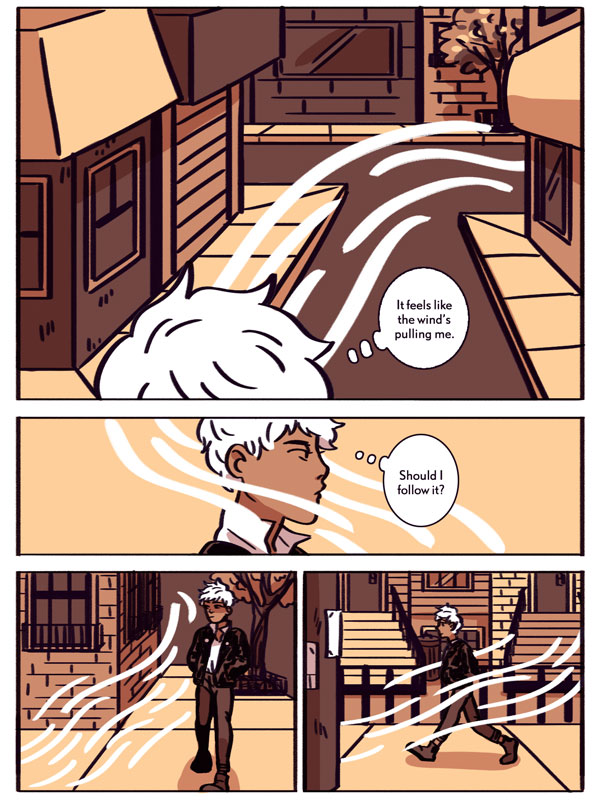 It feels like
the wind's
pulling me.
Should I
follow it?